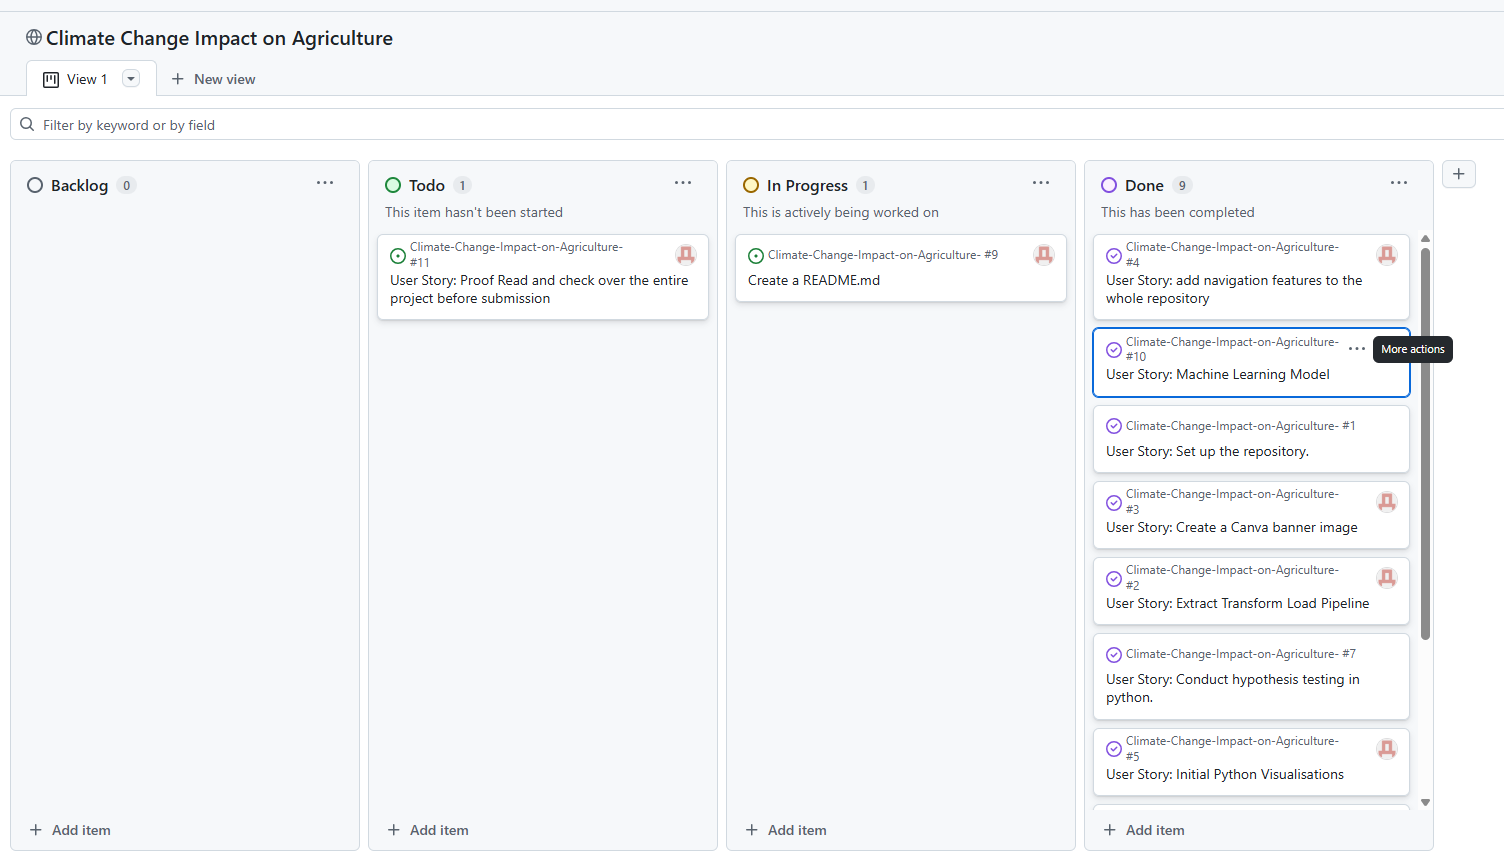 Climate Change Impact on Agriculture
View 1
New view
Filter by keyword or by field
Backlog 0
Add item
Todo 1
This item hasn't been started
Climate-Change-Impact-on-Agriculture-
#11
User Story: Proof Read and check over the entire
project before submission
Add item
In Progress 1
This is actively being worked on
Climate-Change-Impact-on-Agriculture- #9
Create a README.md
Add item
Done 9
This has been completed
Climate-Change-Impact-on-Agriculture-
#4
User Story: add navigation features to the
whole repository
Climate-Change-Impact-on-Agriculture-
#10
More actions
User Story: Machine Learning Model
Climate-Change-Impact-on-Agriculture- #1
User Story: Set up the repository.
Climate-Change-Impact-on-Agriculture-
#3
User Story: Create a Canva banner image
Climate-Change-Impact-on-Agriculture-
#2
User Story: Extract Transform Load Pipeline
Climate-Change-Impact-on-Agriculture- #7
User Story: Conduct hypothesis testing in
python.
Climate-Change-Impact-on-Agriculture-
#5
User Story: Initial Python Visualisations
Add item